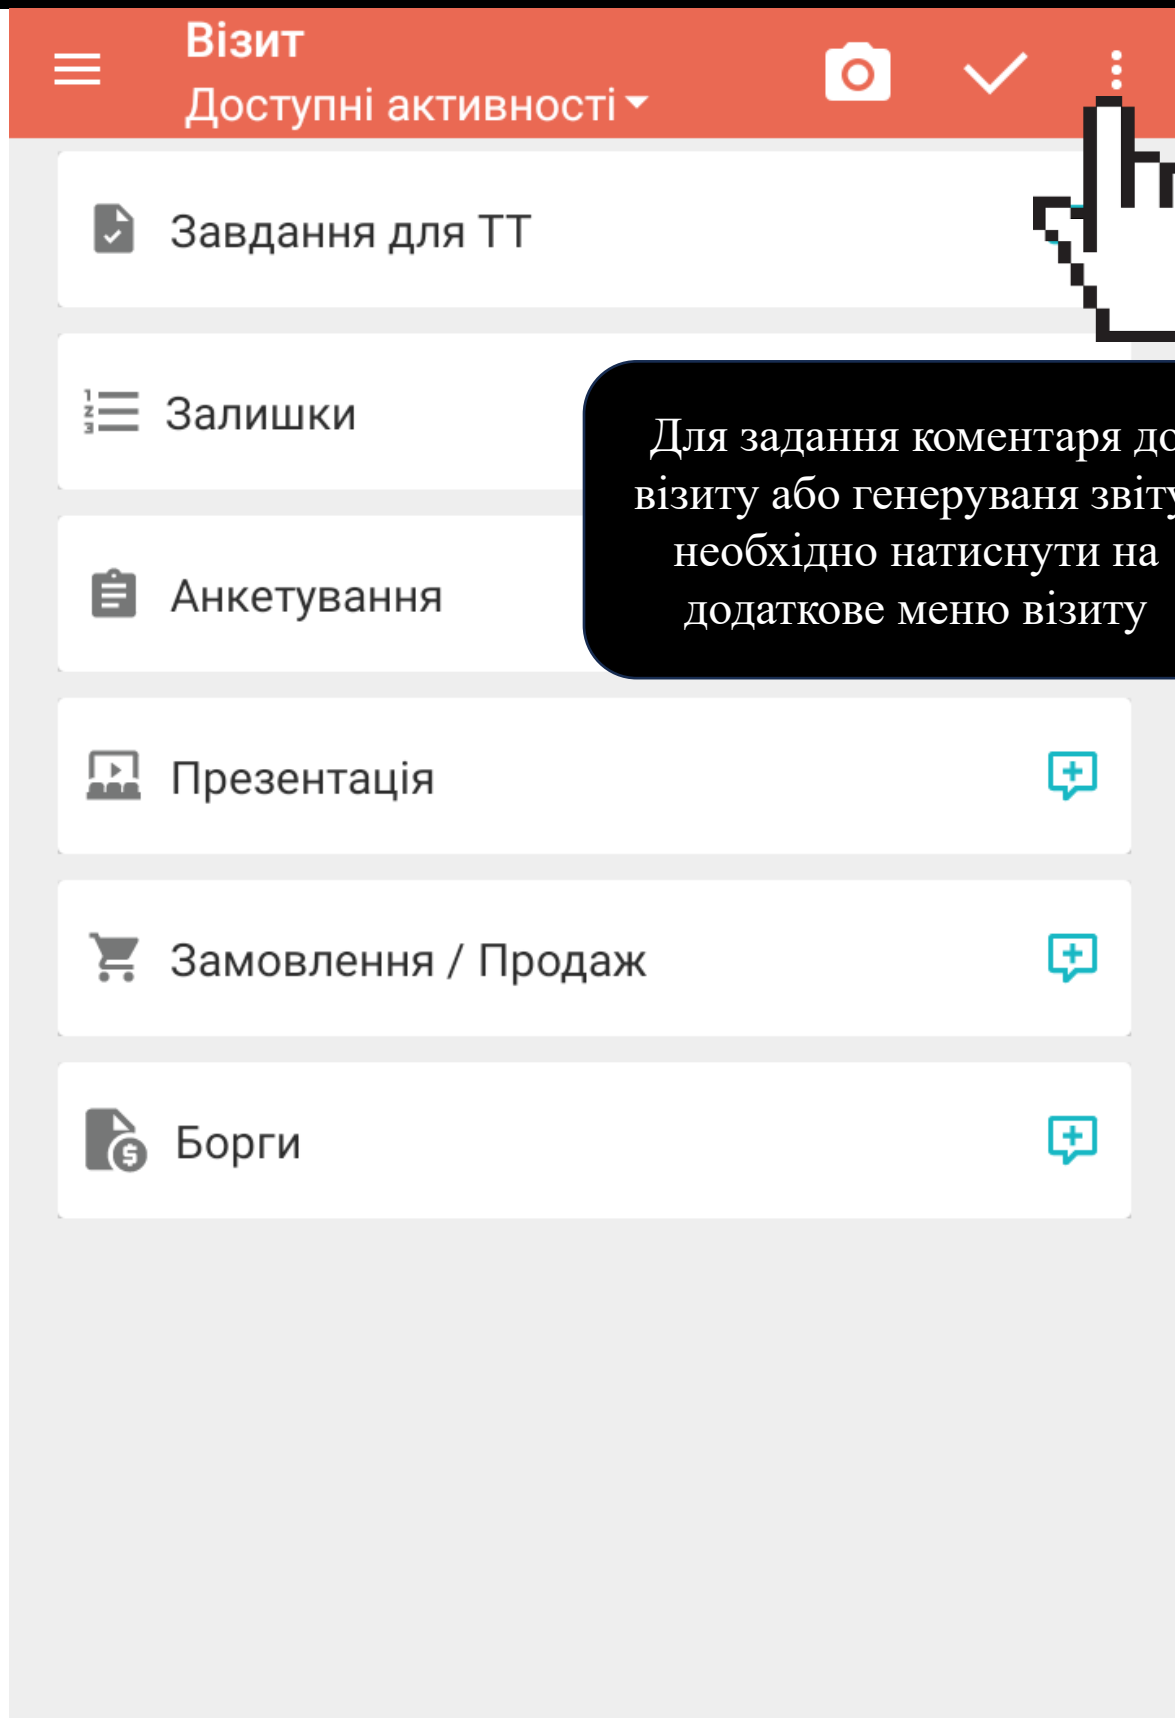 Візит
Доступні активності
Завдання для ТТ
Залишки
Для задання коментаря до
візиту або генеруваня звіту
необхідно натиснути на
додаткове меню візиту
Анкетування
Презентація
Замовлення / Продаж
Борги